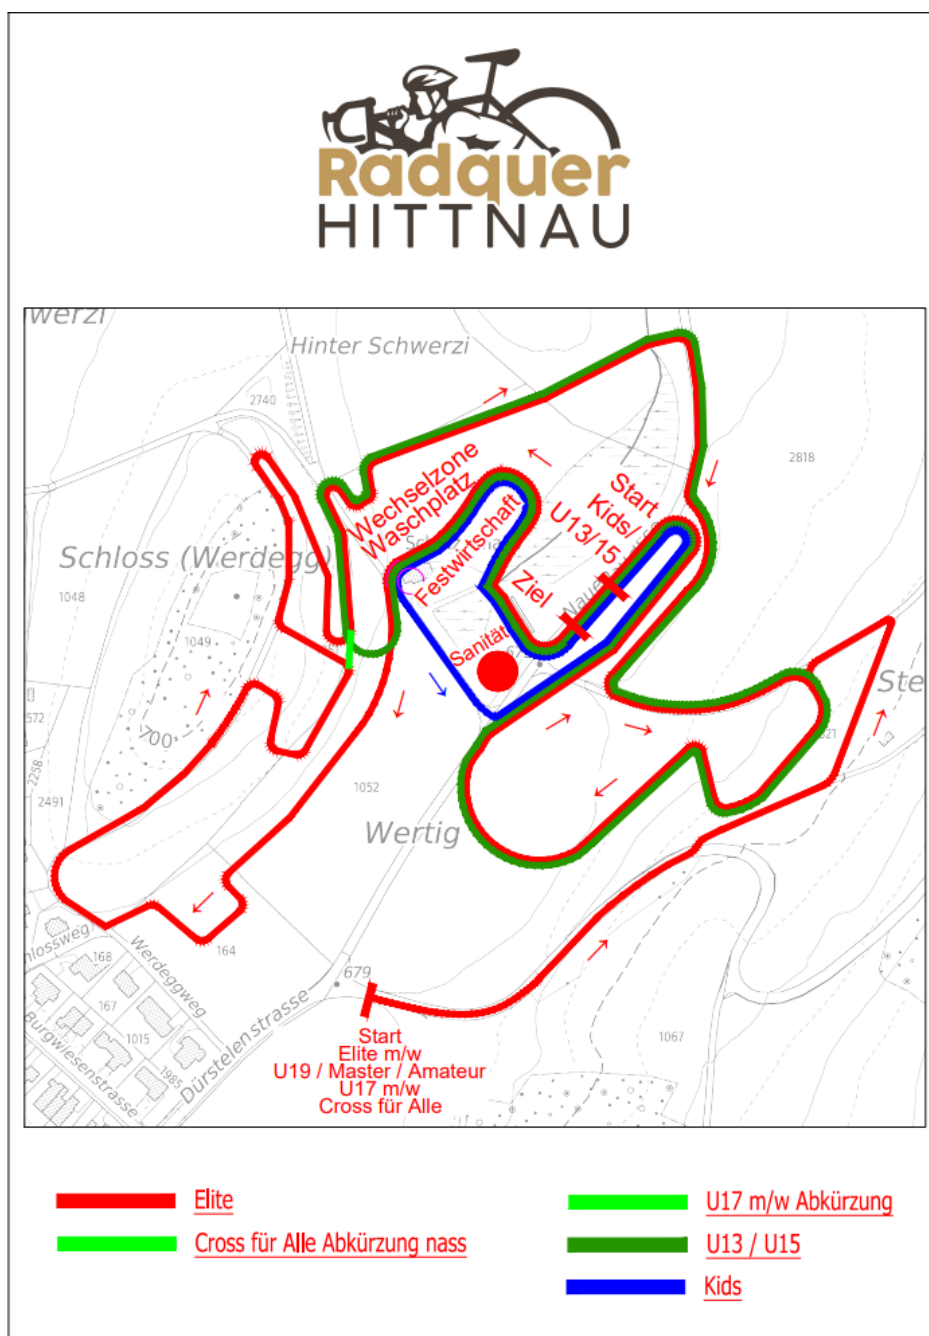 Radquer
HITTNAU
werzi
Hinter Schwerzi
2740
2818
Wechselzone
Waschplatz
Start
Kids/
U13/15
Schloss (Werdegg)
Festwirtschaft
Ziel
1048
1049
Sanität
Ste
572
700
2258
2491
1052
Wertig
hlossweg
164
168
Werdeggweg
679
167
1015
1985
Burgwiesenstrasse
Dürstelenstrasse
1067
Start
Elite m/w
U19 / Master / Amateur
U17 m/w
Cross für Alle
Elite
Cross für Alle Abkürzung nass
U17 m/w Abkürzung
U13 / U15
Kids